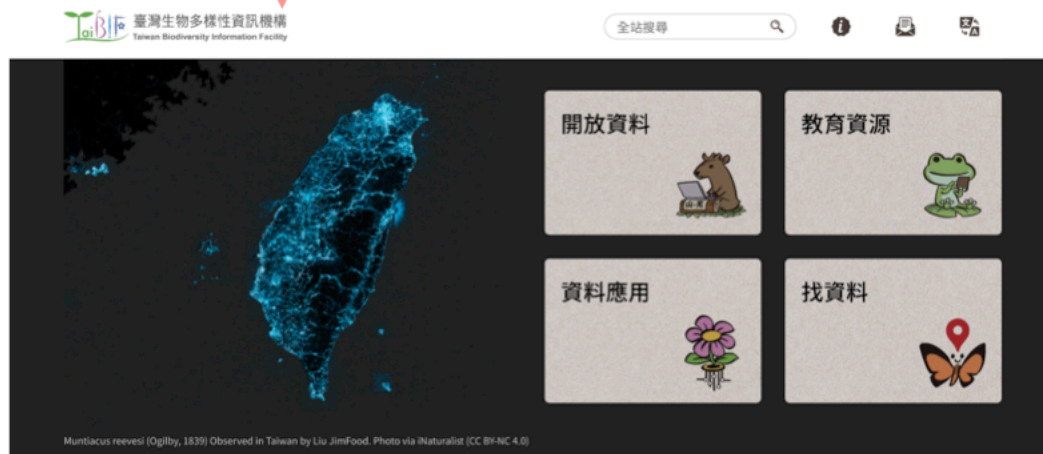 TaiBIF 臺灣生物多樣性資訊機構
Taiwan Biodiversity Information Facility
全站搜尋
開放資料
教育資源
資料應用
找資料
Muntiacus reevesi (Ogilby, 1839) Observed in Taiwan by Liu JimFood. Photo via iNaturalist (CC BY-NC 4.0)